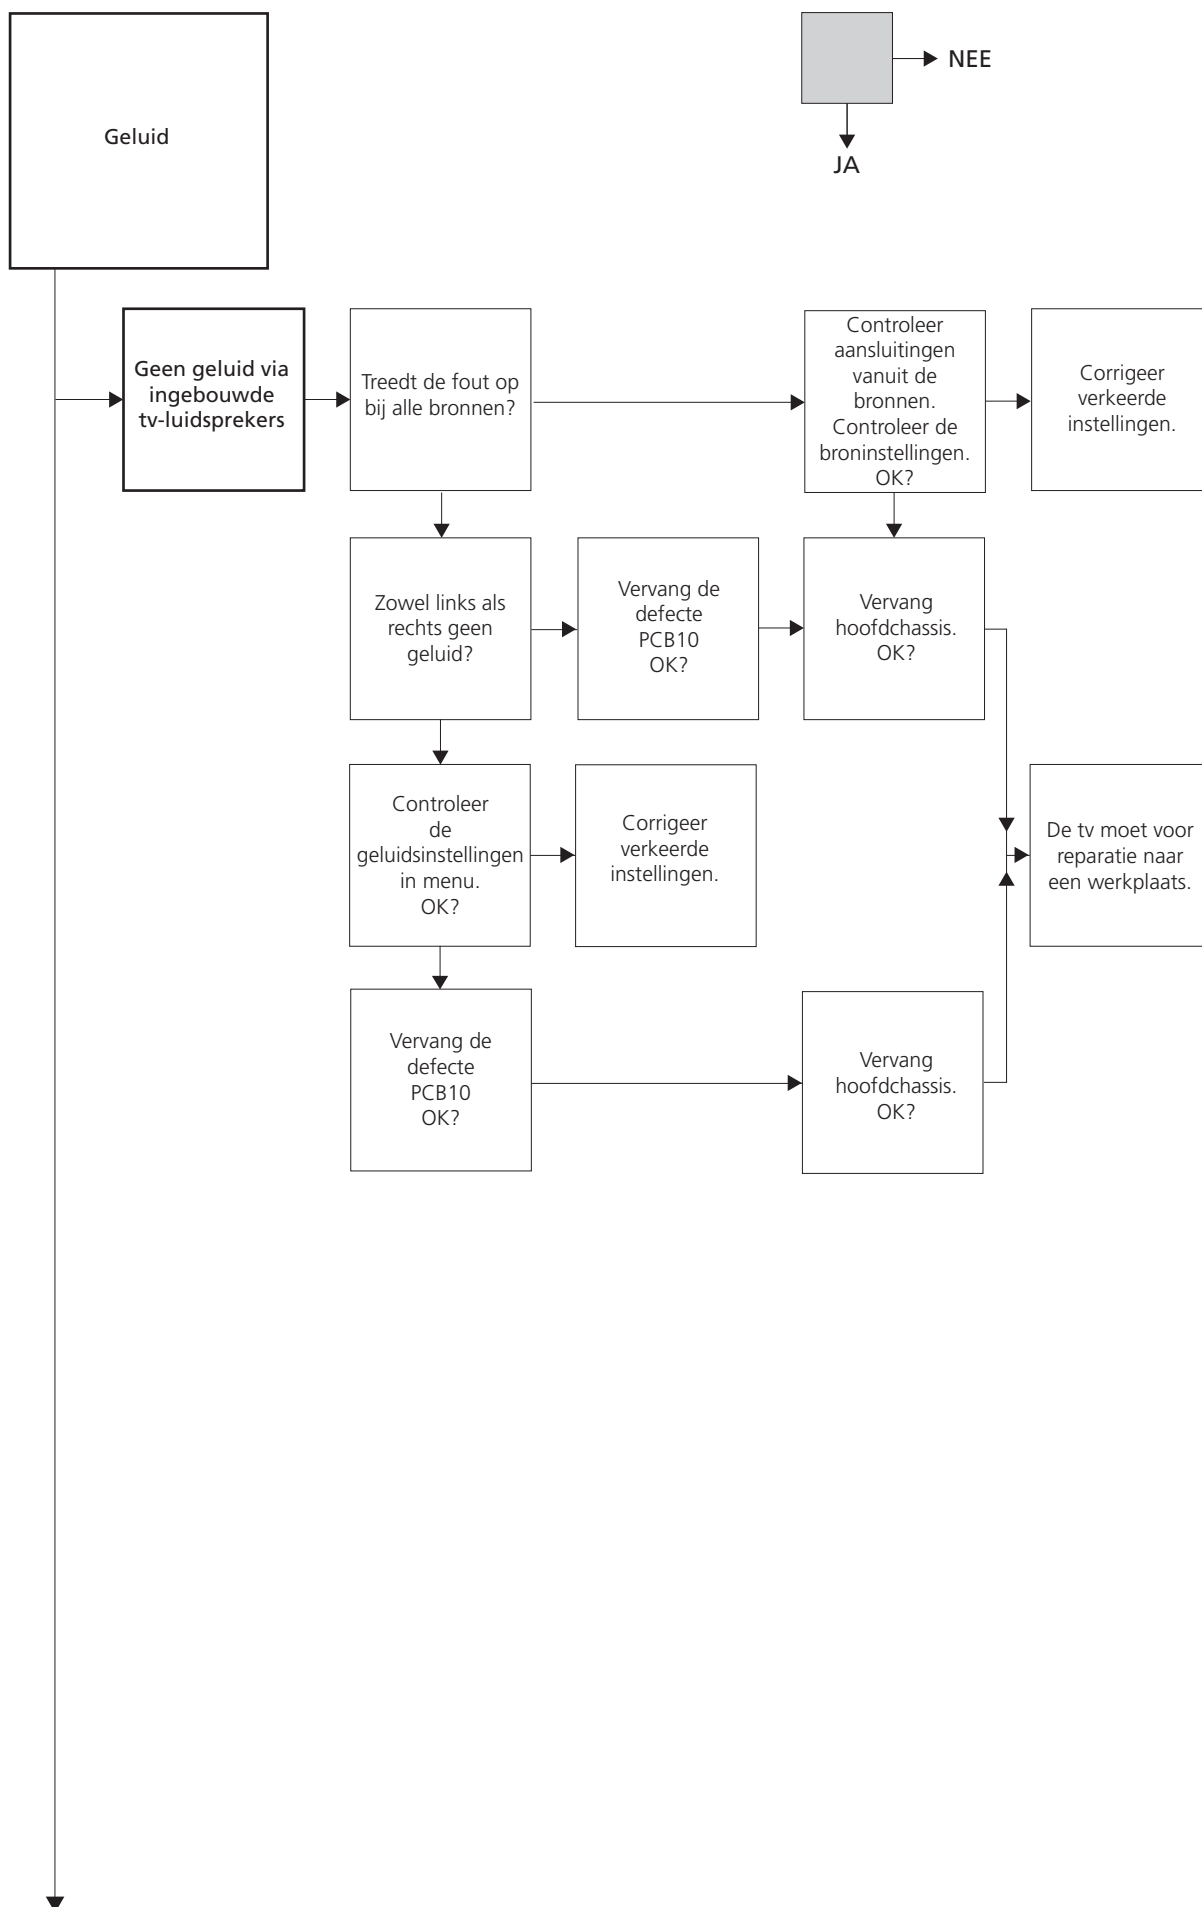 Geluid
NEE
JA
Geen geluid via
ingebouwde
tv-luidsprekers
Treedt de fout op
bij alle bronnen?
Controleer
aansluitingen
vanuit de
bronnen.
Controleer de
broninstellingen.
OK?
Corrigeer
verkeerde
instellingen.
Zowel links als
rechts geen
geluid?
Vervang de
defecte
PCB10
OK?
Vervang
hoofdchassis.
OK?
Controleer
de
geluidsinstellingen
in menu.
OK?
Corrigeer
verkeerde
instellingen.
De tv moet voor
reparatie naar
een werkplaats.
Vervang de
defecte
PCB10
OK?
Vervang
hoofdchassis.
OK?